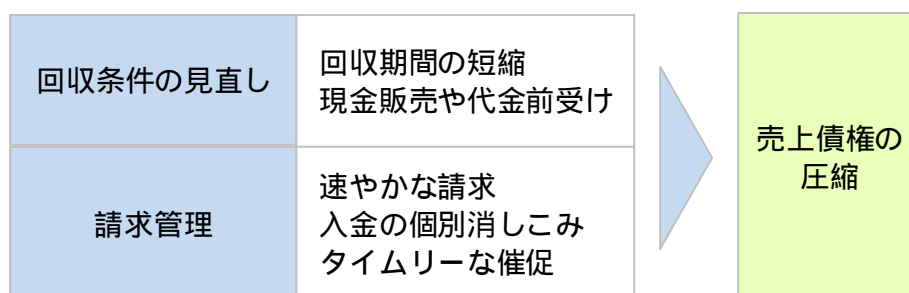 回収条件の見直し
回収期間の短縮
現金販売や代金前受け
請求管理
速やかな請求
入金の個別消しこみ
タイムリーな催促
売上債権の
圧縮